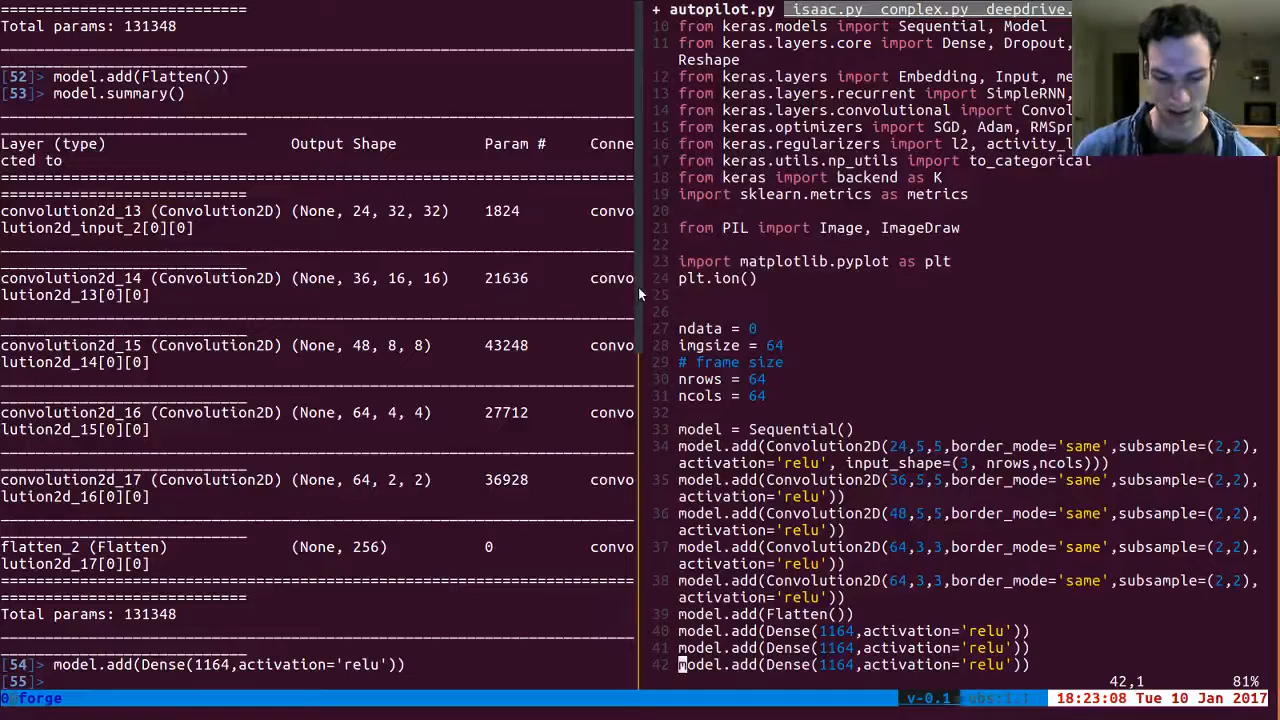 Total params: 131348
[52]> model.add(Flatten())
[53]> model.summary()
Layer (type)                     Output Shape          Param #     Conne
cted to
convolution2d_13 (Convolution2D) (None, 24, 32, 32)    1824        convo
lution2d_input_2[0][0]
convolution2d_14 (Convolution2D) (None, 36, 16, 16)    21636       convo
lution2d_13[0][0]
convolution2d_15 (Convolution2D) (None, 48, 8, 8)      43248       convo
lution2d_14[0][0]
convolution2d_16 (Convolution2D) (None, 64, 4, 4)      27712       convo
lution2d_15[0][0]
convolution2d_17 (Convolution2D) (None, 64, 2, 2)      36928       convo
lution2d_16[0][0]
flatten_2 (Flatten)              (None, 256)           0           convo
lution2d_17[0][0]
Total params: 131348
[54]> model.add(Dense(1164,activation='relu'))
[55]>
+ autopilot.py  isaac.py  complex.py  deepdrive.
10 from keras.models import Sequential, Model
11 from keras.layers.core import Dense, Dropout,
Reshape
12 from keras.layers import Embedding, Input, me
13 from keras.layers.recurrent import SimpleRNN,
14 from keras.layers.convolutional import Convol
15 from keras.optimizers import SGD, Adam, RMSpr
16 from keras.regularizers import l2, activity_l
17 from keras.utils.np_utils import to_categorical
18 from keras import backend as K
19 import sklearn.metrics as metrics
20
21 from PIL import Image, ImageDraw
22
23 import matplotlib.pyplot as plt
24 plt.ion()
25
26
27 ndata = 0
28 imgsize = 64
29 # frame size
30 nrows = 64
31 ncols = 64
32
33 model = Sequential()
34 model.add(Convolution2D(24,5,5,border_mode='same',subsample=(2,2),
activation='relu', input_shape=(3, nrows,ncols)))
35 model.add(Convolution2D(36,5,5,border_mode='same',subsample=(2,2),
activation='relu'))
36 model.add(Convolution2D(48,5,5,border_mode='same',subsample=(2,2),
activation='relu'))
37 model.add(Convolution2D(64,3,3,border_mode='same',subsample=(2,2),
activation='relu'))
38 model.add(Convolution2D(64,3,3,border_mode='same',subsample=(2,2),
activation='relu'))
39 model.add(Flatten())
40 model.add(Dense(1164,activation='relu'))
41 model.add(Dense(1164,activation='relu'))
42 model.add(Dense(1164,activation='relu'))
42,1 81%
0 forge v-0.1 18:23:08 Tue 10 Jan 2017